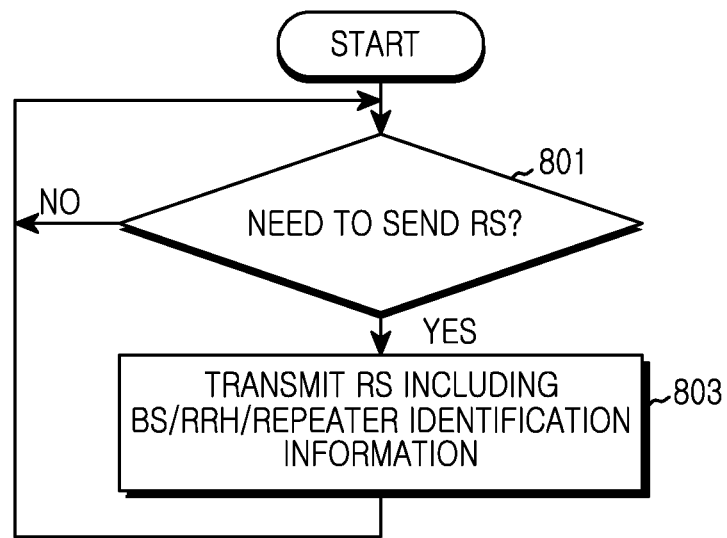 START
801
NO
NEED TO SEND RS?
YES
TRANSMIT RS INCLUDING
BS/RRH/REPEATER IDENTIFICATION
INFORMATION
803